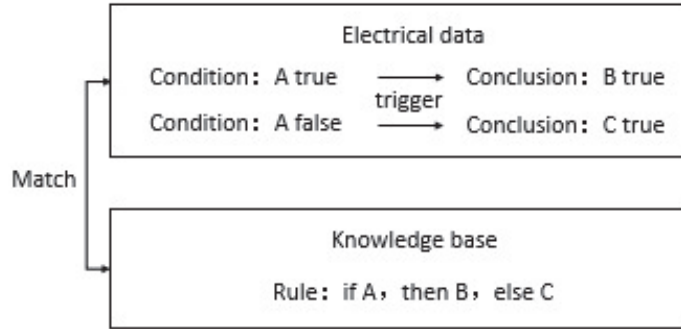 Electrical data
Condition：A true
Conclusion：B true
trigger
Condition：A false
Conclusion：C true
Match
Knowledge base
Rule：if A，then B，else C